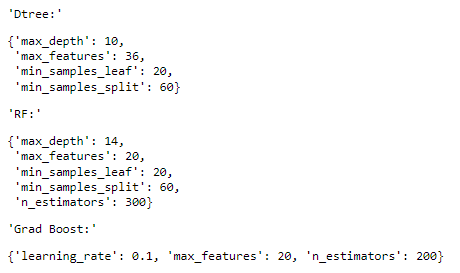 'Dtree:'
{'max_depth': 10,
 'max_features': 36,
 'min_samples_leaf': 20,
 'min_samples_split': 60}
'RF:'
{'max_depth': 14,
 'max_features': 20,
 'min_samples_leaf': 20,
 'min_samples_split': 60,
 'n_estimators': 300}
'Grad Boost:'
{'learning_rate': 0.1, 'max_features': 20, 'n_estimators': 200}